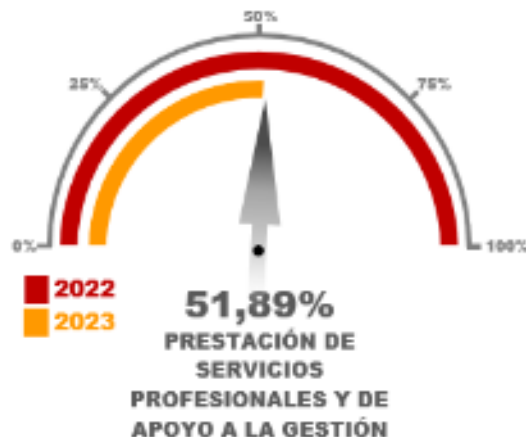 50%
25%
75%
0%
100%
2022
2023
51,89%
PRESTACIÓN DE
SERVICIOS
PROFESIONALES Y DE
APOYO A LA GESTIÓN